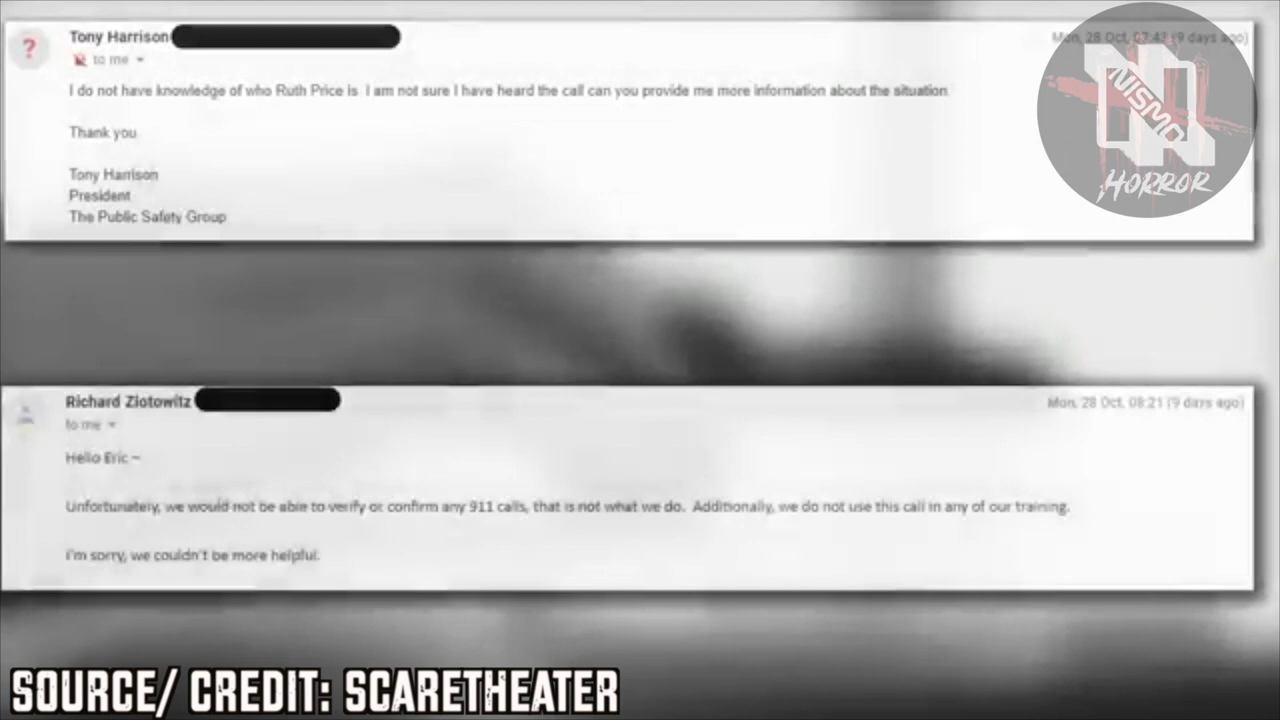 Tony Harrison
Mon, 28 Oct, 07:43 (9 days ago)
to me
I do not have knowledge of who Ruth Price is I am not sure I have heard the call can you provide me more information about the situation
Thank you
Tony Harrison
President
The Public Safety Group
NISMO
HORROR
Richard Ziotowitz
Mon, 28 Oct, 08:21 (9 days ago)
to me
Hello Eric ~
Unfortunately, we would not be able to verify or confirm any 911 calls, that is not what we do. Additionally, we do not use this call in any of our training.
I'm sorry, we couldn't be more helpful.
SOURCE/ CREDIT: SCARETHEATER